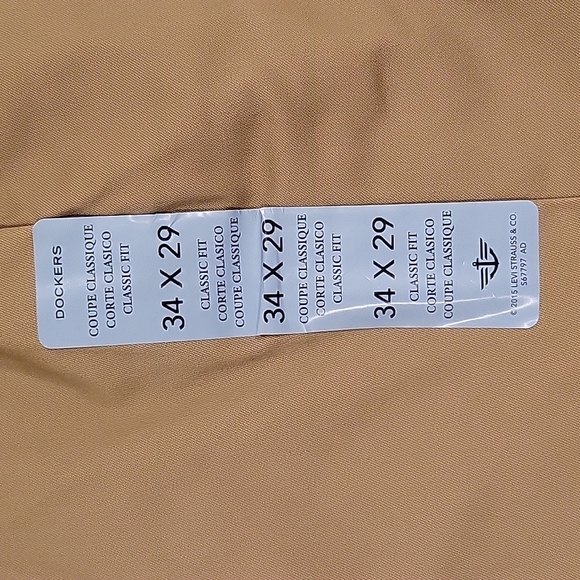 DOCKERS
COUPE CLASSIQUE
CORTE CLASICO
CLASSIC FIT
34 X 29
CLASSIC FIT
CORTE CLASICO
COUPE CLASSIQUE
34 X 29
COUPE CLASSIQUE
CORTE CLASICO
CLASSIC FIT
34 X 29
CLASSIC FIT
CORTE CLASICO
COUPE CLASSIQUE
© 2015 LEVI STRAUSS & CO.
S67797 AD